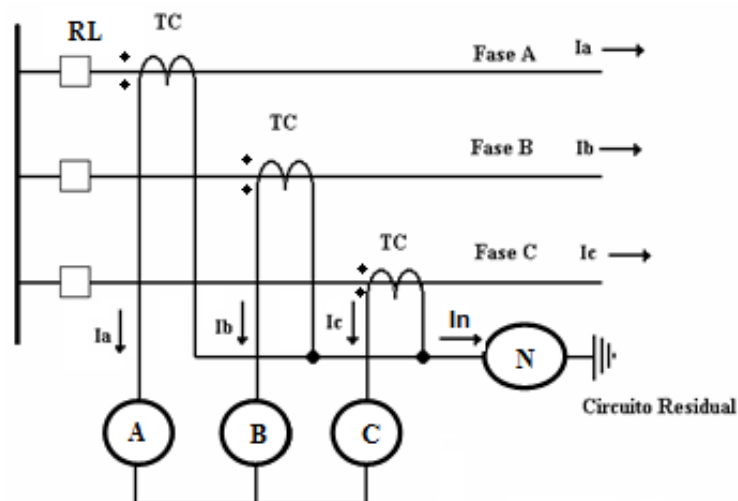 TC
RL
Fase A Ia
TC
Fase B Ib
TC
Fase C Ic
Ia Ib Ic In
N
Circuito Residual
A B C